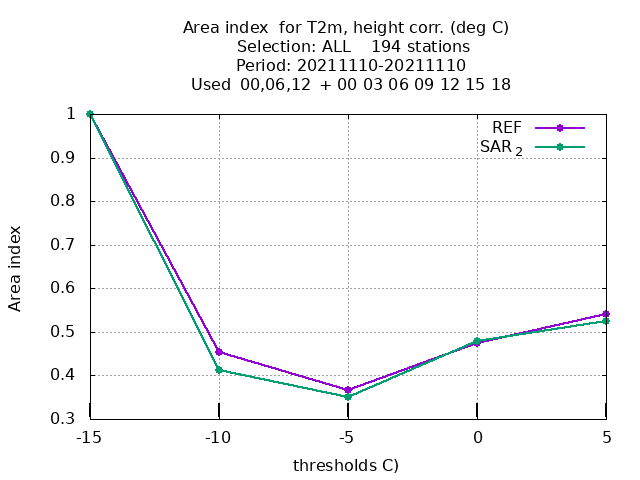 Area index  for T2m, height corr. (deg C)
Selection: ALL    194 stations
Period: 20211110-20211110
Used  00,06,12  + 00 03 06 09 12 15 18
REF
SAR 2
1
0.9
0.8
0.7
0.6
0.5
0.4
0.3
Area index
-15 -10 -5 0 5
thresholds C)